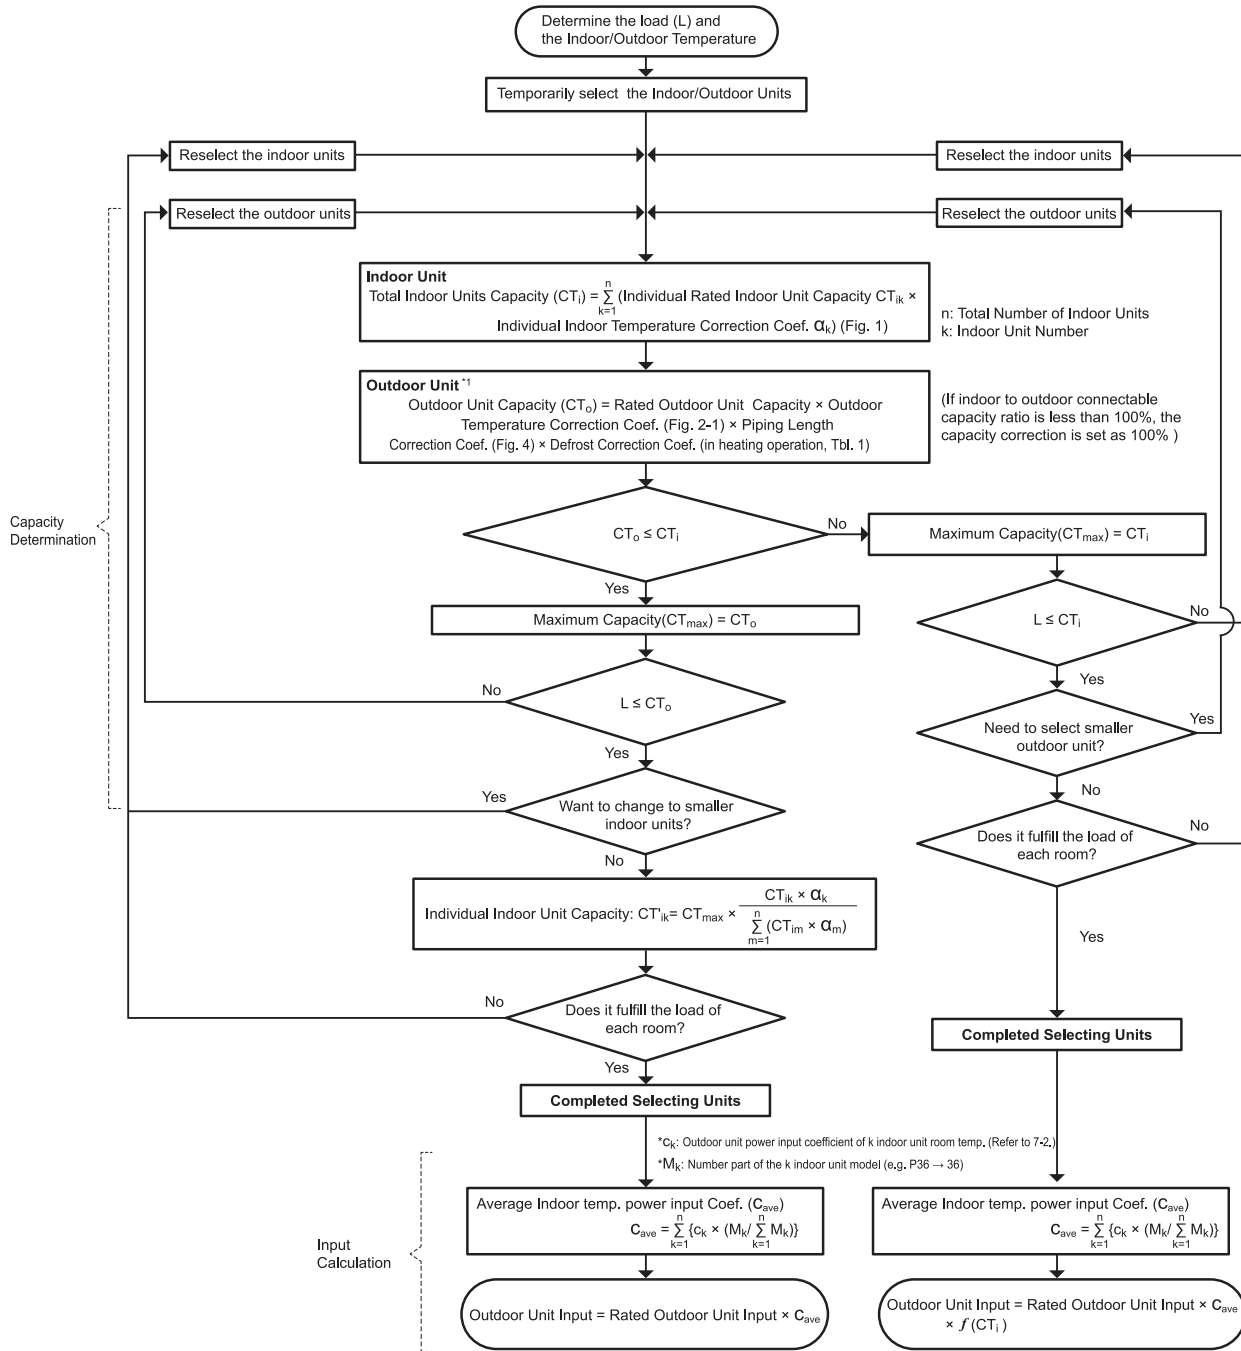 Determine the load (L) and
the Indoor/Outdoor Temperature
Temporarily select the Indoor/Outdoor Units
Reselect the indoor units
Reselect the indoor units
Reselect the outdoor units
Reselect the outdoor units
Indoor Unit
Total Indoor Units Capacity (CTi) = n∑k=1 (Individual Rated Indoor Unit Capacity CTik ×
Individual Indoor Temperature Correction Coef. αk) (Fig. 1)
n: Total Number of Indoor Units
k: Indoor Unit Number
Outdoor Unit *1
Outdoor Unit Capacity (CTo) = Rated Outdoor Unit Capacity × Outdoor
Temperature Correction Coef. (Fig. 2-1) × Piping Length
Correction Coef. (Fig. 4) × Defrost Correction Coef. (in heating operation, Tbl. 1)
(If indoor to outdoor connectable
capacity ratio is less than 100%, the
capacity correction is set as 100% )
Capacity
Determination
CTo ≤ CTi
No
Maximum Capacity(CTmax) = CTi
Yes
Maximum Capacity(CTmax) = CTo
L ≤ CTi
No
Yes
No
L ≤ CTo
Need to select smaller
outdoor unit?
Yes
Yes
No
Yes
Want to change to smaller
indoor units?
No
Does it fulfill the load of
each room?
No
Individual Indoor Unit Capacity: CT'ik= CTmax × CTik × αk / n∑m=1 (CTim × αm)
Yes
No
Does it fulfill the load of
each room?
Yes
Completed Selecting Units
Completed Selecting Units
*ck: Outdoor unit power input coefficient of k indoor unit room temp. (Refer to 7-2.)
*Mk: Number part of the k indoor unit model (e.g. P36 → 36)
Input
Calculation
Average Indoor temp. power input Coef. (Cave)
Cave = n∑k=1 {ck × (Mk/ n∑k=1 Mk)}
Average Indoor temp. power input Coef. (Cave)
Cave = n∑k=1 {ck × (Mk/ n∑k=1 Mk)}
Outdoor Unit Input = Rated Outdoor Unit Input × Cave
Outdoor Unit Input = Rated Outdoor Unit Input × Cave
× f (CTi )